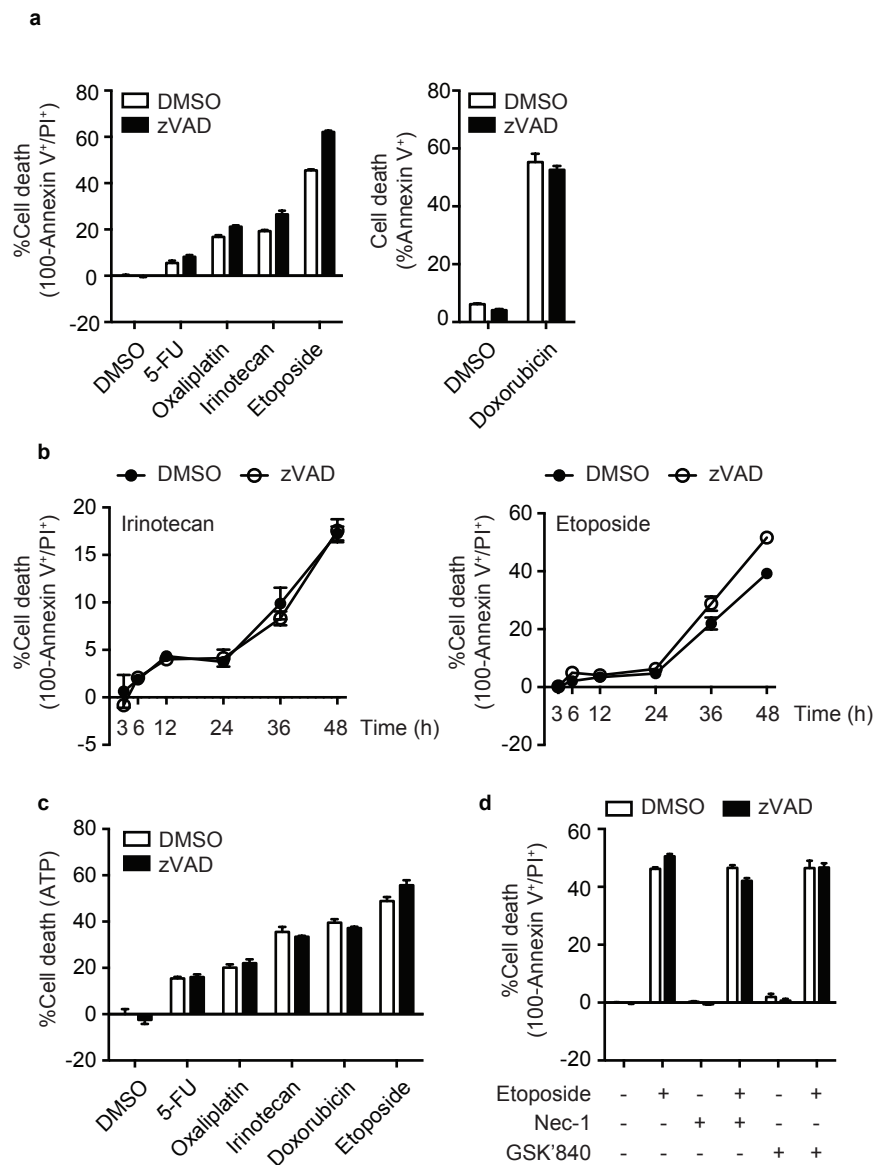 a
80
60
40
20
0
-20
%Cell death
(100-Annexin V⁺/PI⁺)
DMSO
zVAD
DMSO
5-FU
Oxaliplatin
Irinotecan
Etoposide
80
60
40
20
0
Cell death
(%Annexin V⁺)
DMSO
zVAD
DMSO
Doxorubicin
b
DMSO zVAD
20
15
10
5
0
-5
%Cell death
(100-Annexin V⁺/PI⁺)
Irinotecan
3 6 12 24 36 48 Time (h)
DMSO zVAD
60
40
20
0
-20
%Cell death
(100-Annexin V⁺/PI⁺)
Etoposide
3 6 12 24 36 48 Time (h)
c
80
60
40
20
0
-20
%Cell death (ATP)
DMSO
zVAD
DMSO
5-FU
Oxaliplatin
Irinotecan
Doxorubicin
Etoposide
d
DMSO zVAD
60
40
20
0
-20
%Cell death
(100-Annexin V⁺/PI⁺)
Etoposide - + - + - +
Nec-1 - - + + - -
GSK'840 - - - - + +